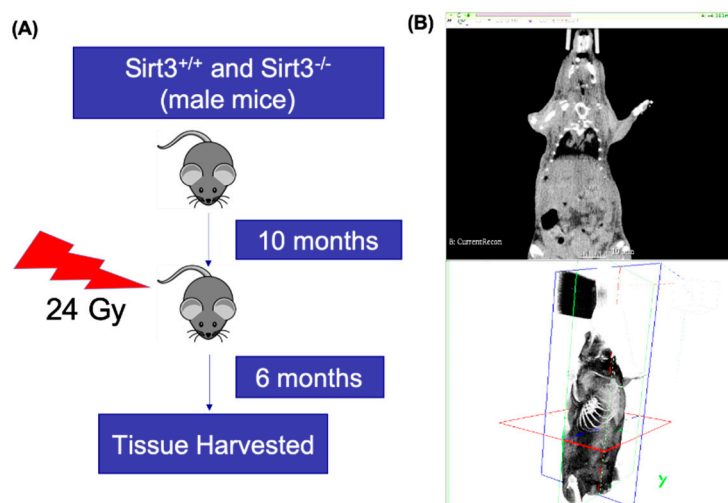 (A)
Sirt3+/+ and Sirt3-/-
(male mice)
10 months
24 Gy
6 months
Tissue Harvested
(B)
8: CurrentRecon
y